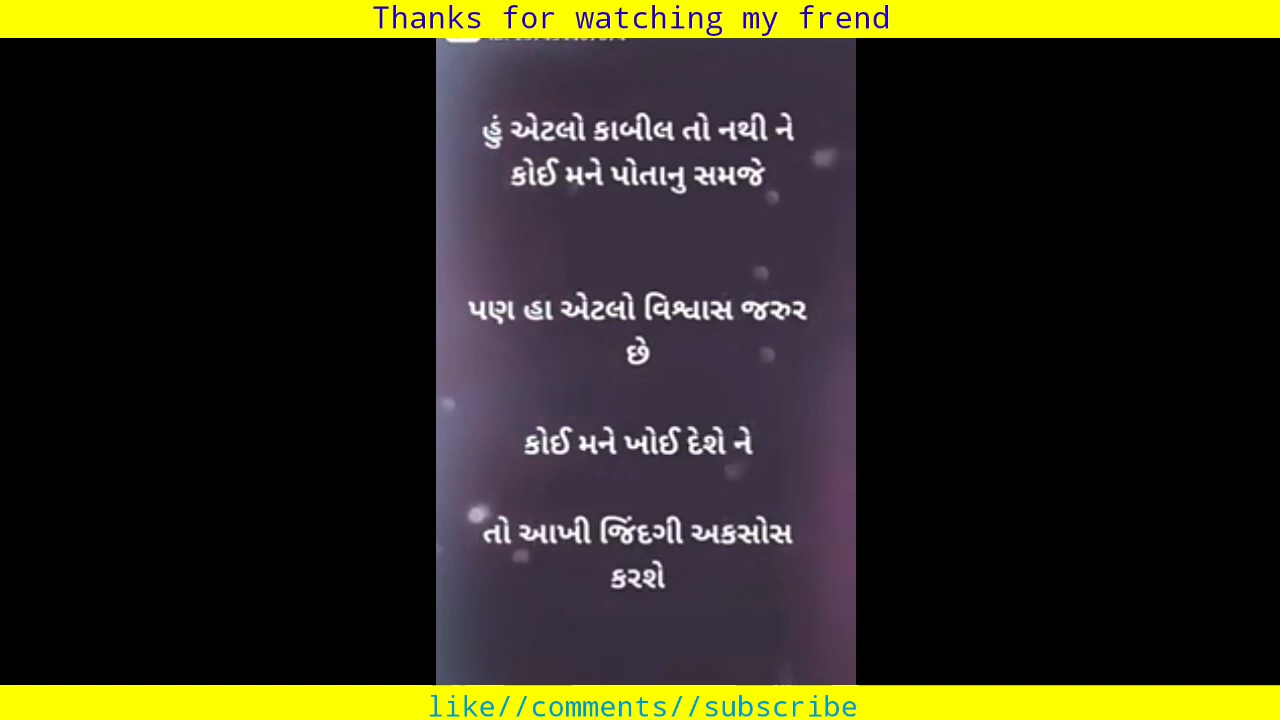 Thanks for watching my frend
હું એટલો કાબીલ તો નથી ને
કોઈ મને પોતાનુ સમજે
પણ હા એટલો વિશ્વાસ જરુર
છે
કોઈ મને ખોઈ દેશે ને
તો આખી જિંદગી અકસોસ
કરશે
like//comments//subscribe